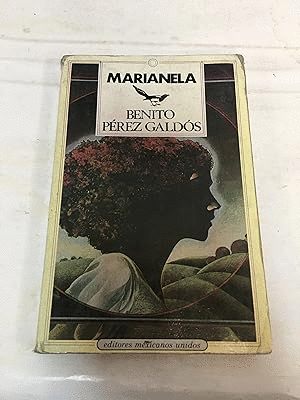 MARIANELA
BENITO
PÉREZ GALDÓS
editores mexicanos unidos